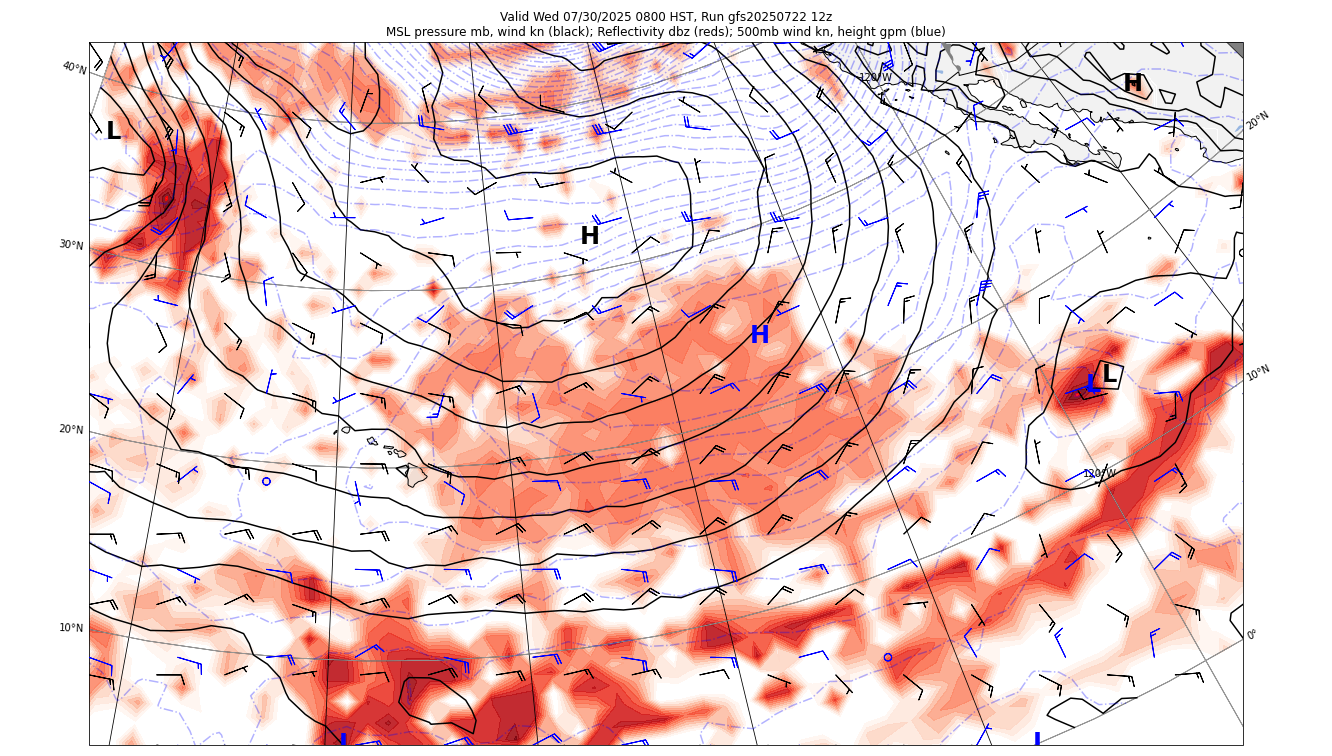 Valid Wed 07/30/2025 0800 HST, Run gfs20250722 12z
MSL pressure mb, wind kn (black); Reflectivity dbz (reds); 500mb wind kn, height gpm (blue)
40°N
120°W
H
20°N
L
30°N
H
H
10°N
L
L
20°N
120°W
10°N
0°
L
L